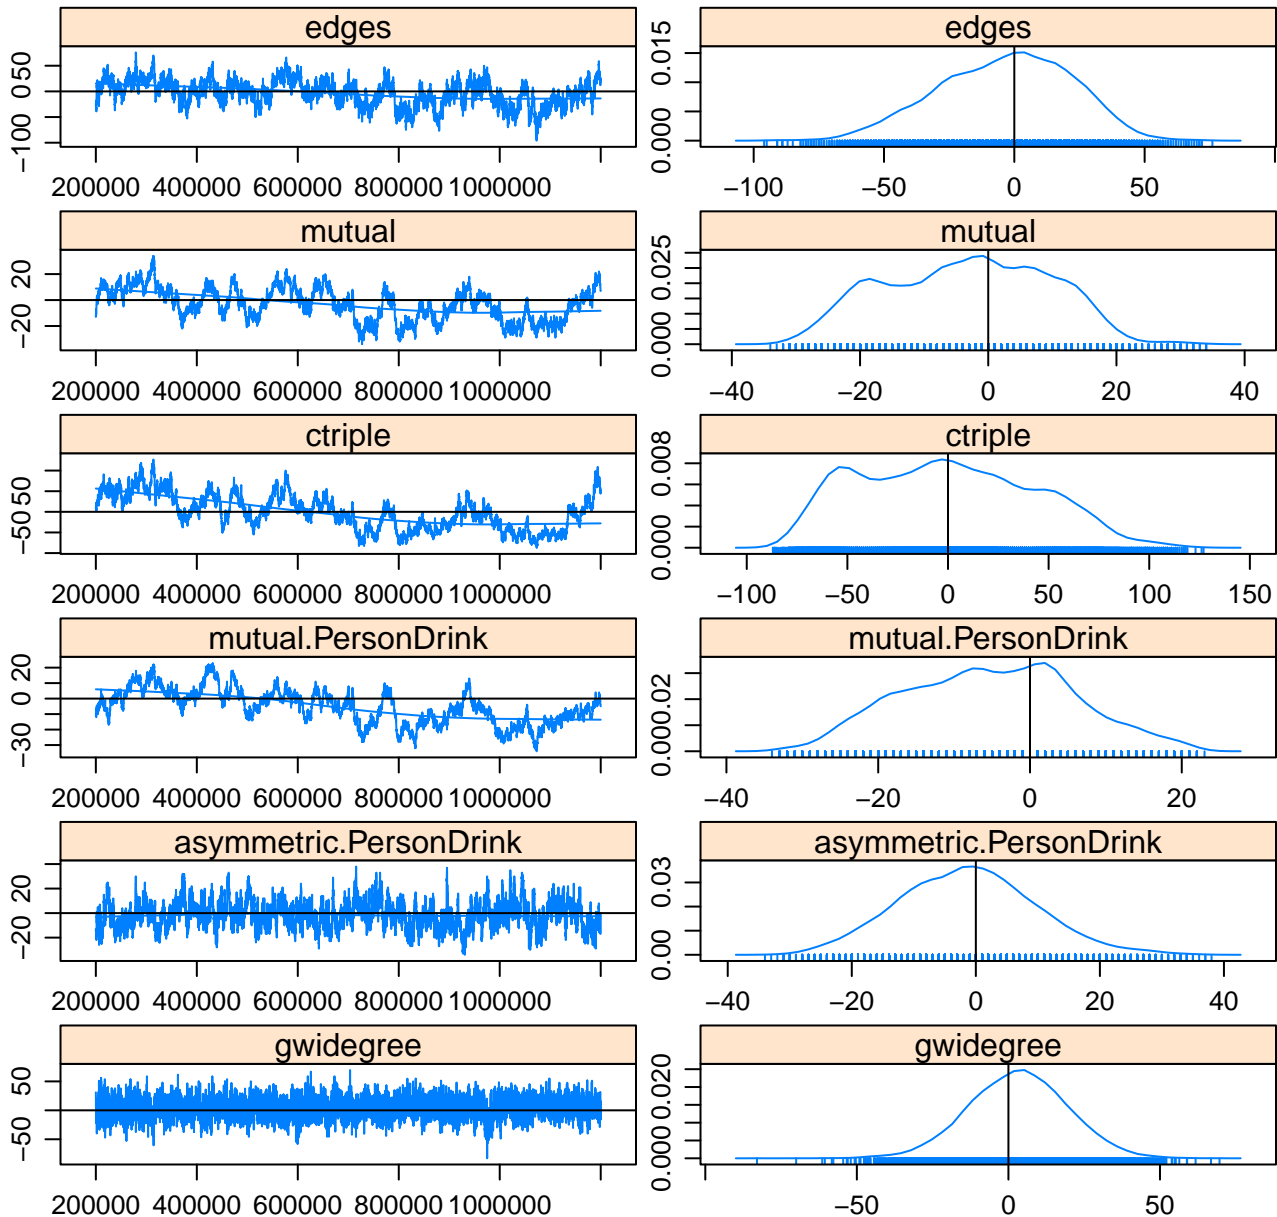 edges
edges
−100 0 50
0.000 0.015
200000 400000 600000 800000 1000000
−100 −50 0 50
mutual
mutual
−20 20
0.000 0.025
200000 400000 600000 800000 1000000
−40 −20 0 20 40
ctriple
ctriple
−50 50
0.000 0.008
200000 400000 600000 800000 1000000
−100 −50 0 50 100 150
mutual.PersonDrink
mutual.PersonDrink
−30 0 20
0.00 0.02
200000 400000 600000 800000 1000000
−40 −20 0 20
asymmetric.PersonDrink
asymmetric.PersonDrink
−20 20
0.00 0.03
200000 400000 600000 800000 1000000
−40 −20 0 20 40
gwidegree
gwidegree
−50 50
0.000 0.020
200000 400000 600000 800000 1000000
−50 0 50